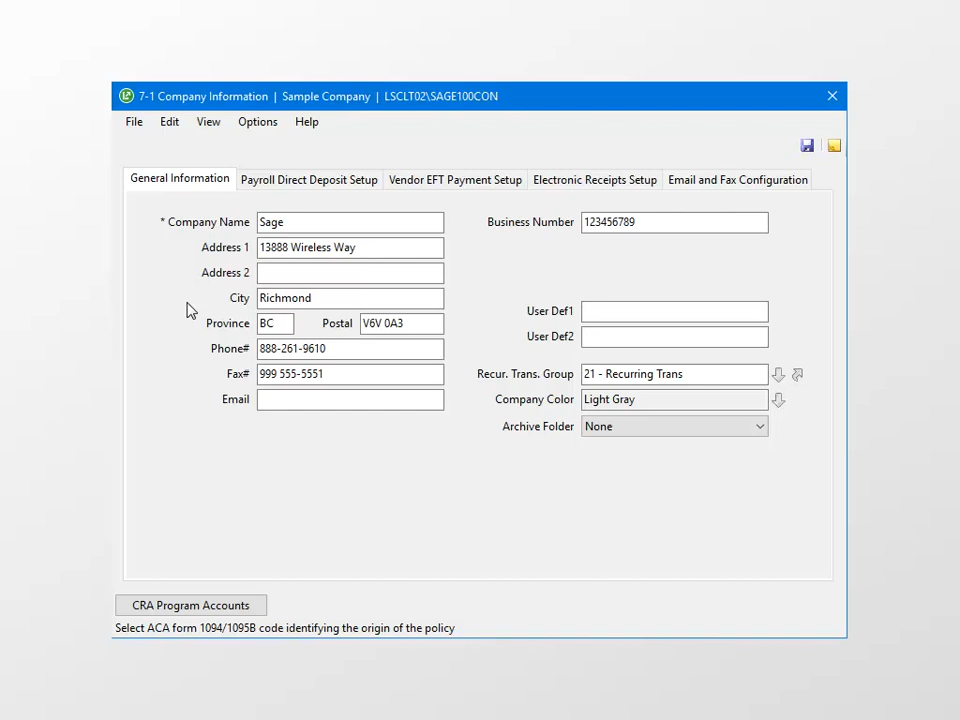 7-1 Company Information | Sample Company | LSCLT02\SAGE100CON
File Edit View Options Help
General Information Payroll Direct Deposit Setup Vendor EFT Payment Setup Electronic Receipts Setup Email and Fax Configuration
* Company Name Sage
Address 1 13888 Wireless Way
Address 2
City Richmond
Province BC Postal V6V 0A3
Phone# 888-261-9610
Fax# 999 555-5551
Email
Business Number 123456789
User Def1
User Def2
Recur. Trans. Group 21 - Recurring Trans
Company Color Light Gray
Archive Folder None
CRA Program Accounts
Select ACA form 1094/1095B code identifying the origin of the policy